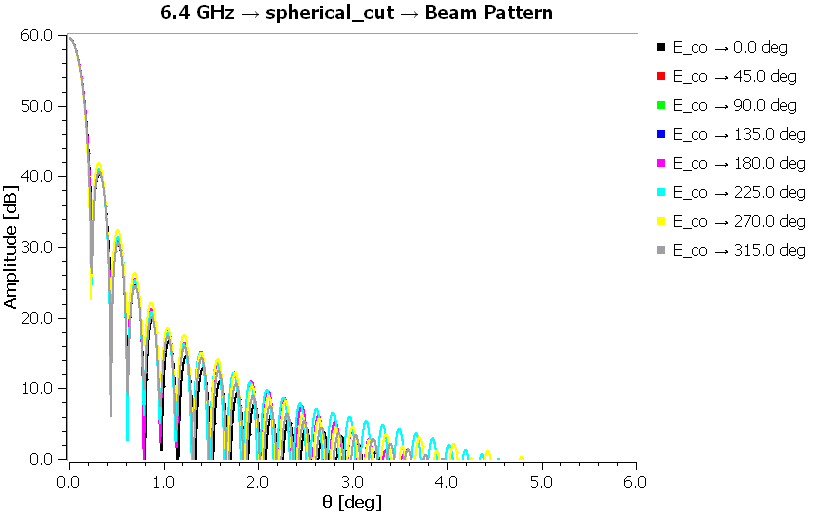 6.4 GHz → spherical_cut → Beam Pattern
60.0
50.0
40.0
30.0
20.0
10.0
0.0
Amplitude [dB]
0.0 1.0 2.0 3.0 4.0 5.0 6.0
θ [deg]
E_co → 0.0 deg
E_co → 45.0 deg
E_co → 90.0 deg
E_co → 135.0 deg
E_co → 180.0 deg
E_co → 225.0 deg
E_co → 270.0 deg
E_co → 315.0 deg